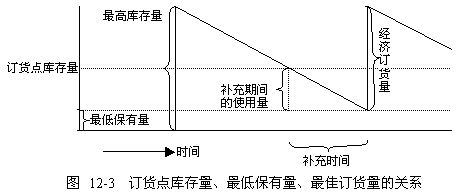 最高库存量
订货点库存量
经济订货量
补充期间
的使用量
最低保有量
时间
补充时间
图 12-3 订货点库存量、最低保有量、最佳订货量的关系